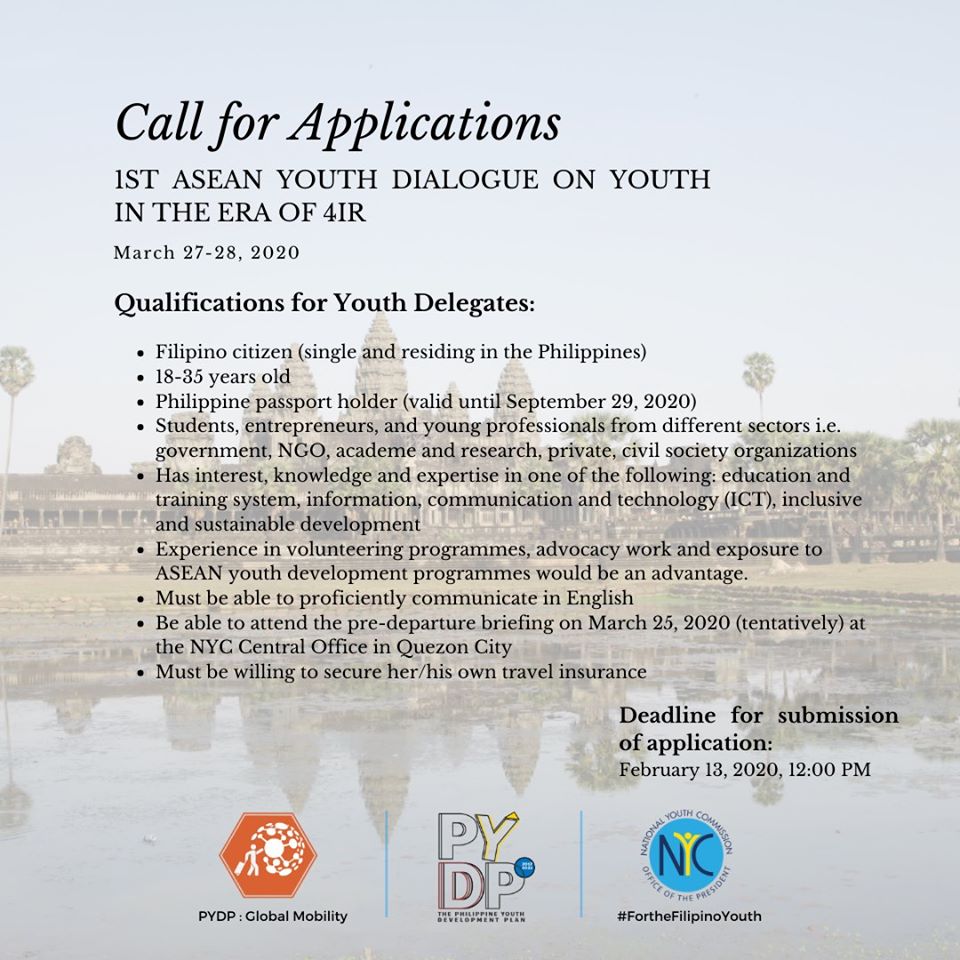 Call for Applications
1ST ASEAN YOUTH DIALOGUE ON YOUTH
IN THE ERA OF 4IR
March 27-28, 2020
Qualifications for Youth Delegates:
• Filipino citizen (single and residing in the Philippines)
• 18-35 years old
• Philippine passport holder (valid until September 29, 2020)
• Students, entrepreneurs, and young professionals from different sectors i.e.
government, NGO, academe and research, private, civil society organizations
• Has interest, knowledge and expertise in one of the following: education and
training system, information, communication and technology (ICT), inclusive
and sustainable development
• Experience in volunteering programmes, advocacy work and exposure to
ASEAN youth development programmes would be an advantage.
• Must be able to proficiently communicate in English
• Be able to attend the pre-departure briefing on March 25, 2020 (tentatively) at
the NYC Central Office in Quezon City
• Must be willing to secure her/his own travel insurance
Deadline for submission
of application:
February 13, 2020, 12:00 PM
PYDP : Global Mobility
PY
DP
THE PHILIPPINE YOUTH
DEVELOPMENT PLAN
NATIONAL YOUTH COMMISSION
NYC
OFFICE OF THE PRESIDENT
#FortheFilipinoYouth